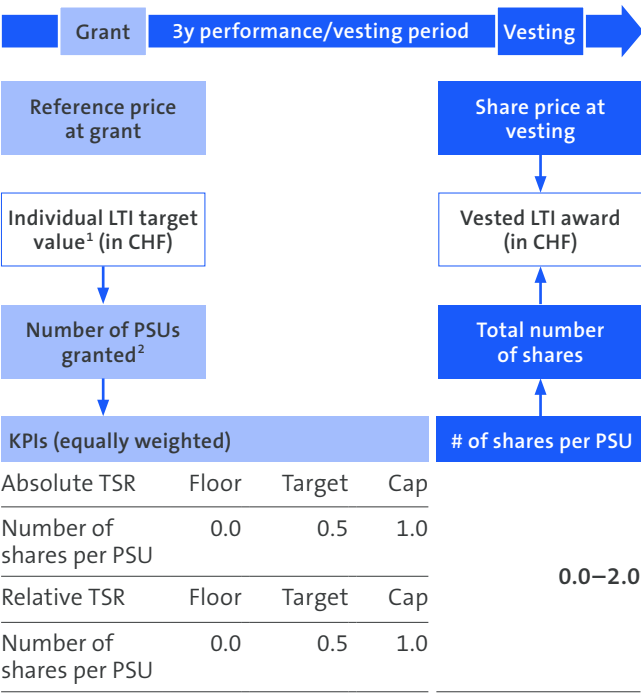 Grant
3y performance/vesting period
Vesting
Reference price
at grant
Share price at
vesting
Individual LTI target
value¹ (in CHF)
Vested LTI award
(in CHF)
Number of PSUs
granted²
Total number
of shares
KPIs (equally weighted)
# of shares per PSU
Absolute TSR Floor Target Cap
Number of
shares per PSU 0.0 0.5 1.0
0.0–2.0
Relative TSR Floor Target Cap
Number of
shares per PSU 0.0 0.5 1.0